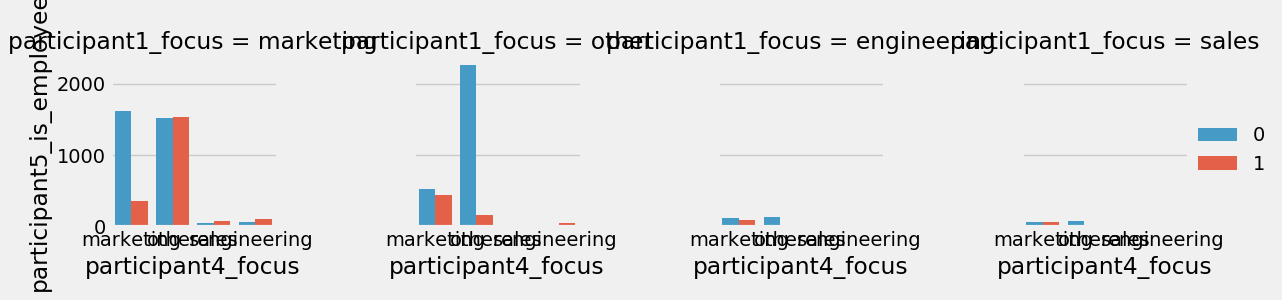 participant1_focus = marketing
participant1_focus = other
participant1_focus = engineering
participant1_focus = sales
participant5_is_employee
2000
1000
0
marketing other sales engineering
marketing other sales engineering
marketing other sales engineering
marketing other sales engineering
participant4_focus
participant4_focus
participant4_focus
participant4_focus
0
1